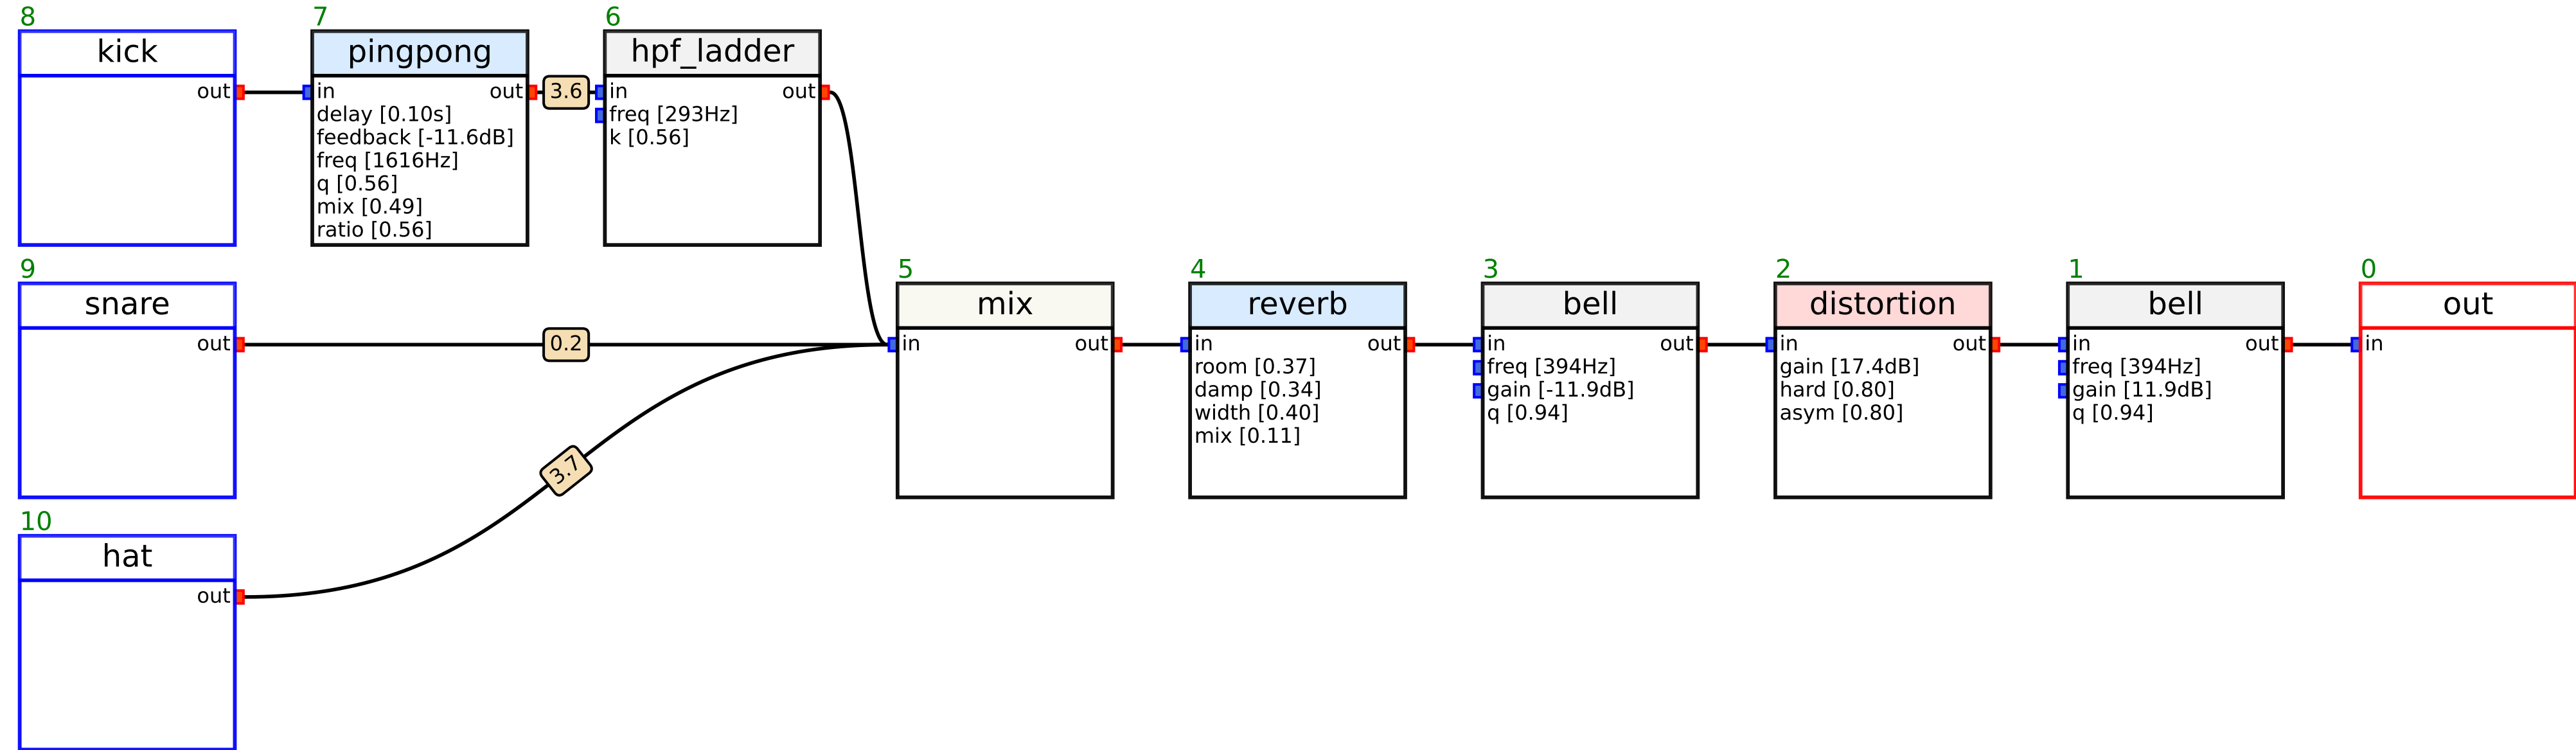 8
kick
out
7
pingpong
in out
delay [0.10s]
feedback [-11.6dB]
freq [1616Hz]
q [0.56]
mix [0.49]
ratio [0.56]
3.6
6
hpf_ladder
in out
freq [293Hz]
k [0.56]
9
snare
out
0.2
10
hat
out
3.7
5
mix
in out
4
reverb
in out
room [0.37]
damp [0.34]
width [0.40]
mix [0.11]
3
bell
in out
freq [394Hz]
gain [-11.9dB]
q [0.94]
2
distortion
in out
gain [17.4dB]
hard [0.80]
asym [0.80]
1
bell
in out
freq [394Hz]
gain [11.9dB]
q [0.94]
0
out
in